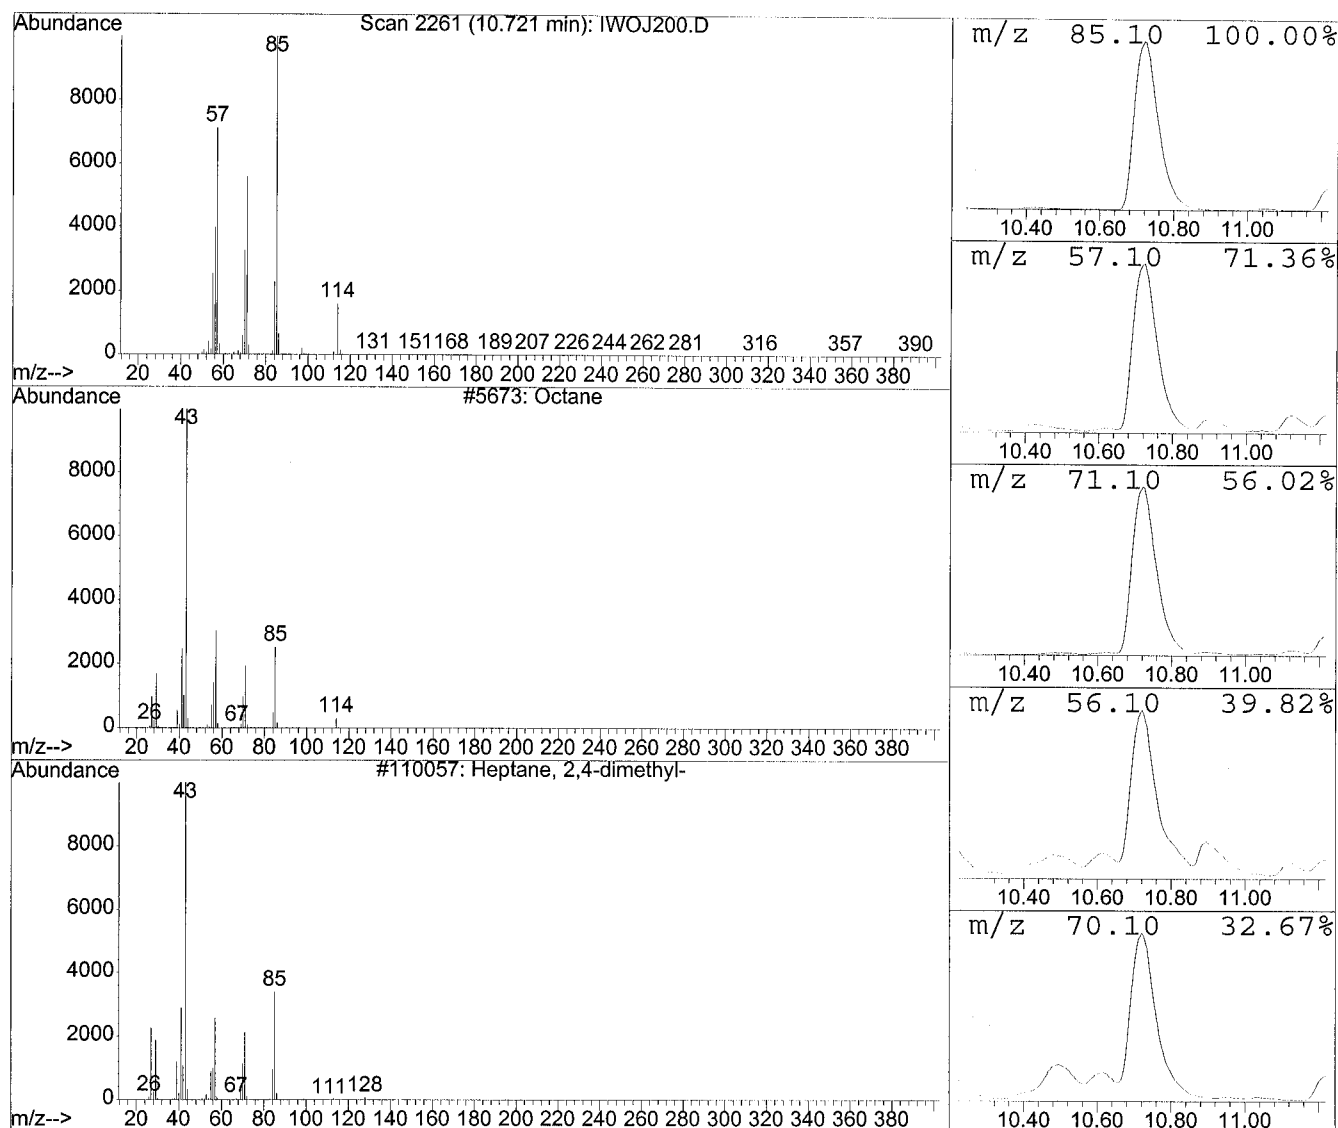 Abundance
Scan 2261 (10.721 min): IWOJ200.D
85
8000
57
6000
4000
2000
114
131 151 168 189 207 226 244 262 281 316 357 390
0
m/z--> 20 40 60 80 100 120 140 160 180 200 220 240 260 280 300 320 340 360 380
Abundance
#5673: Octane
43
8000
6000
4000
85
2000
26 67 114
0
m/z--> 20 40 60 80 100 120 140 160 180 200 220 240 260 280 300 320 340 360 380
Abundance
#110057: Heptane, 2,4-dimethyl-
43
8000
6000
4000
85
2000
26 67 111 128
0
m/z--> 20 40 60 80 100 120 140 160 180 200 220 240 260 280 300 320 340 360 380
m/z 85.10 100.00%
10.40 10.60 10.80 11.00
m/z 57.10 71.36%
10.40 10.60 10.80 11.00
m/z 71.10 56.02%
10.40 10.60 10.80 11.00
m/z 56.10 39.82%
10.40 10.60 10.80 11.00
m/z 70.10 32.67%
10.40 10.60 10.80 11.00